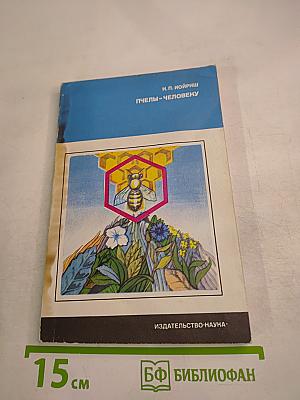 Н. П. ЙОЙРИШ
ПЧЕЛЫ–ЧЕЛОВЕКУ
ИЗДАТЕЛЬСТВО·НАУКА·
15 см
БФ БИБЛИОФАН